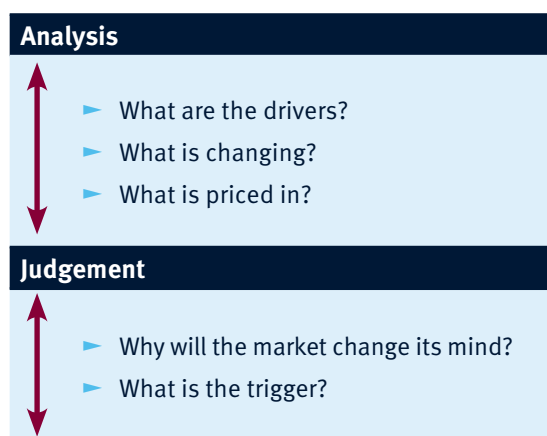 Analysis
► What are the drivers?
► What is changing?
► What is priced in?
Judgement
► Why will the market change its mind?
► What is the trigger?